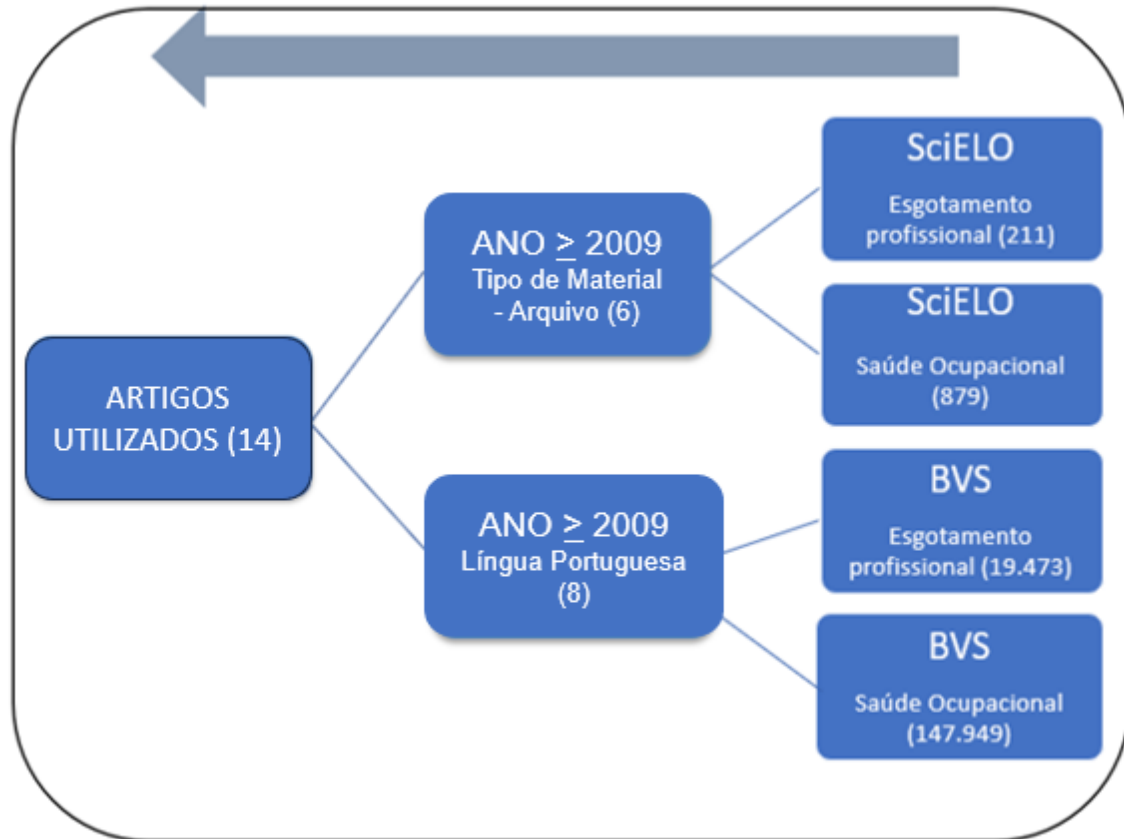 SciELO
Esgotamento
profissional (211)
ANO ≥ 2009
Tipo de Material
- Arquivo (6)
SciELO
Saúde Ocupacional
(879)
ARTIGOS
UTILIZADOS (14)
BVS
Esgotamento
profissional (19.473)
ANO ≥ 2009
Língua Portuguesa
(8)
BVS
Saúde Ocupacional
(147.949)